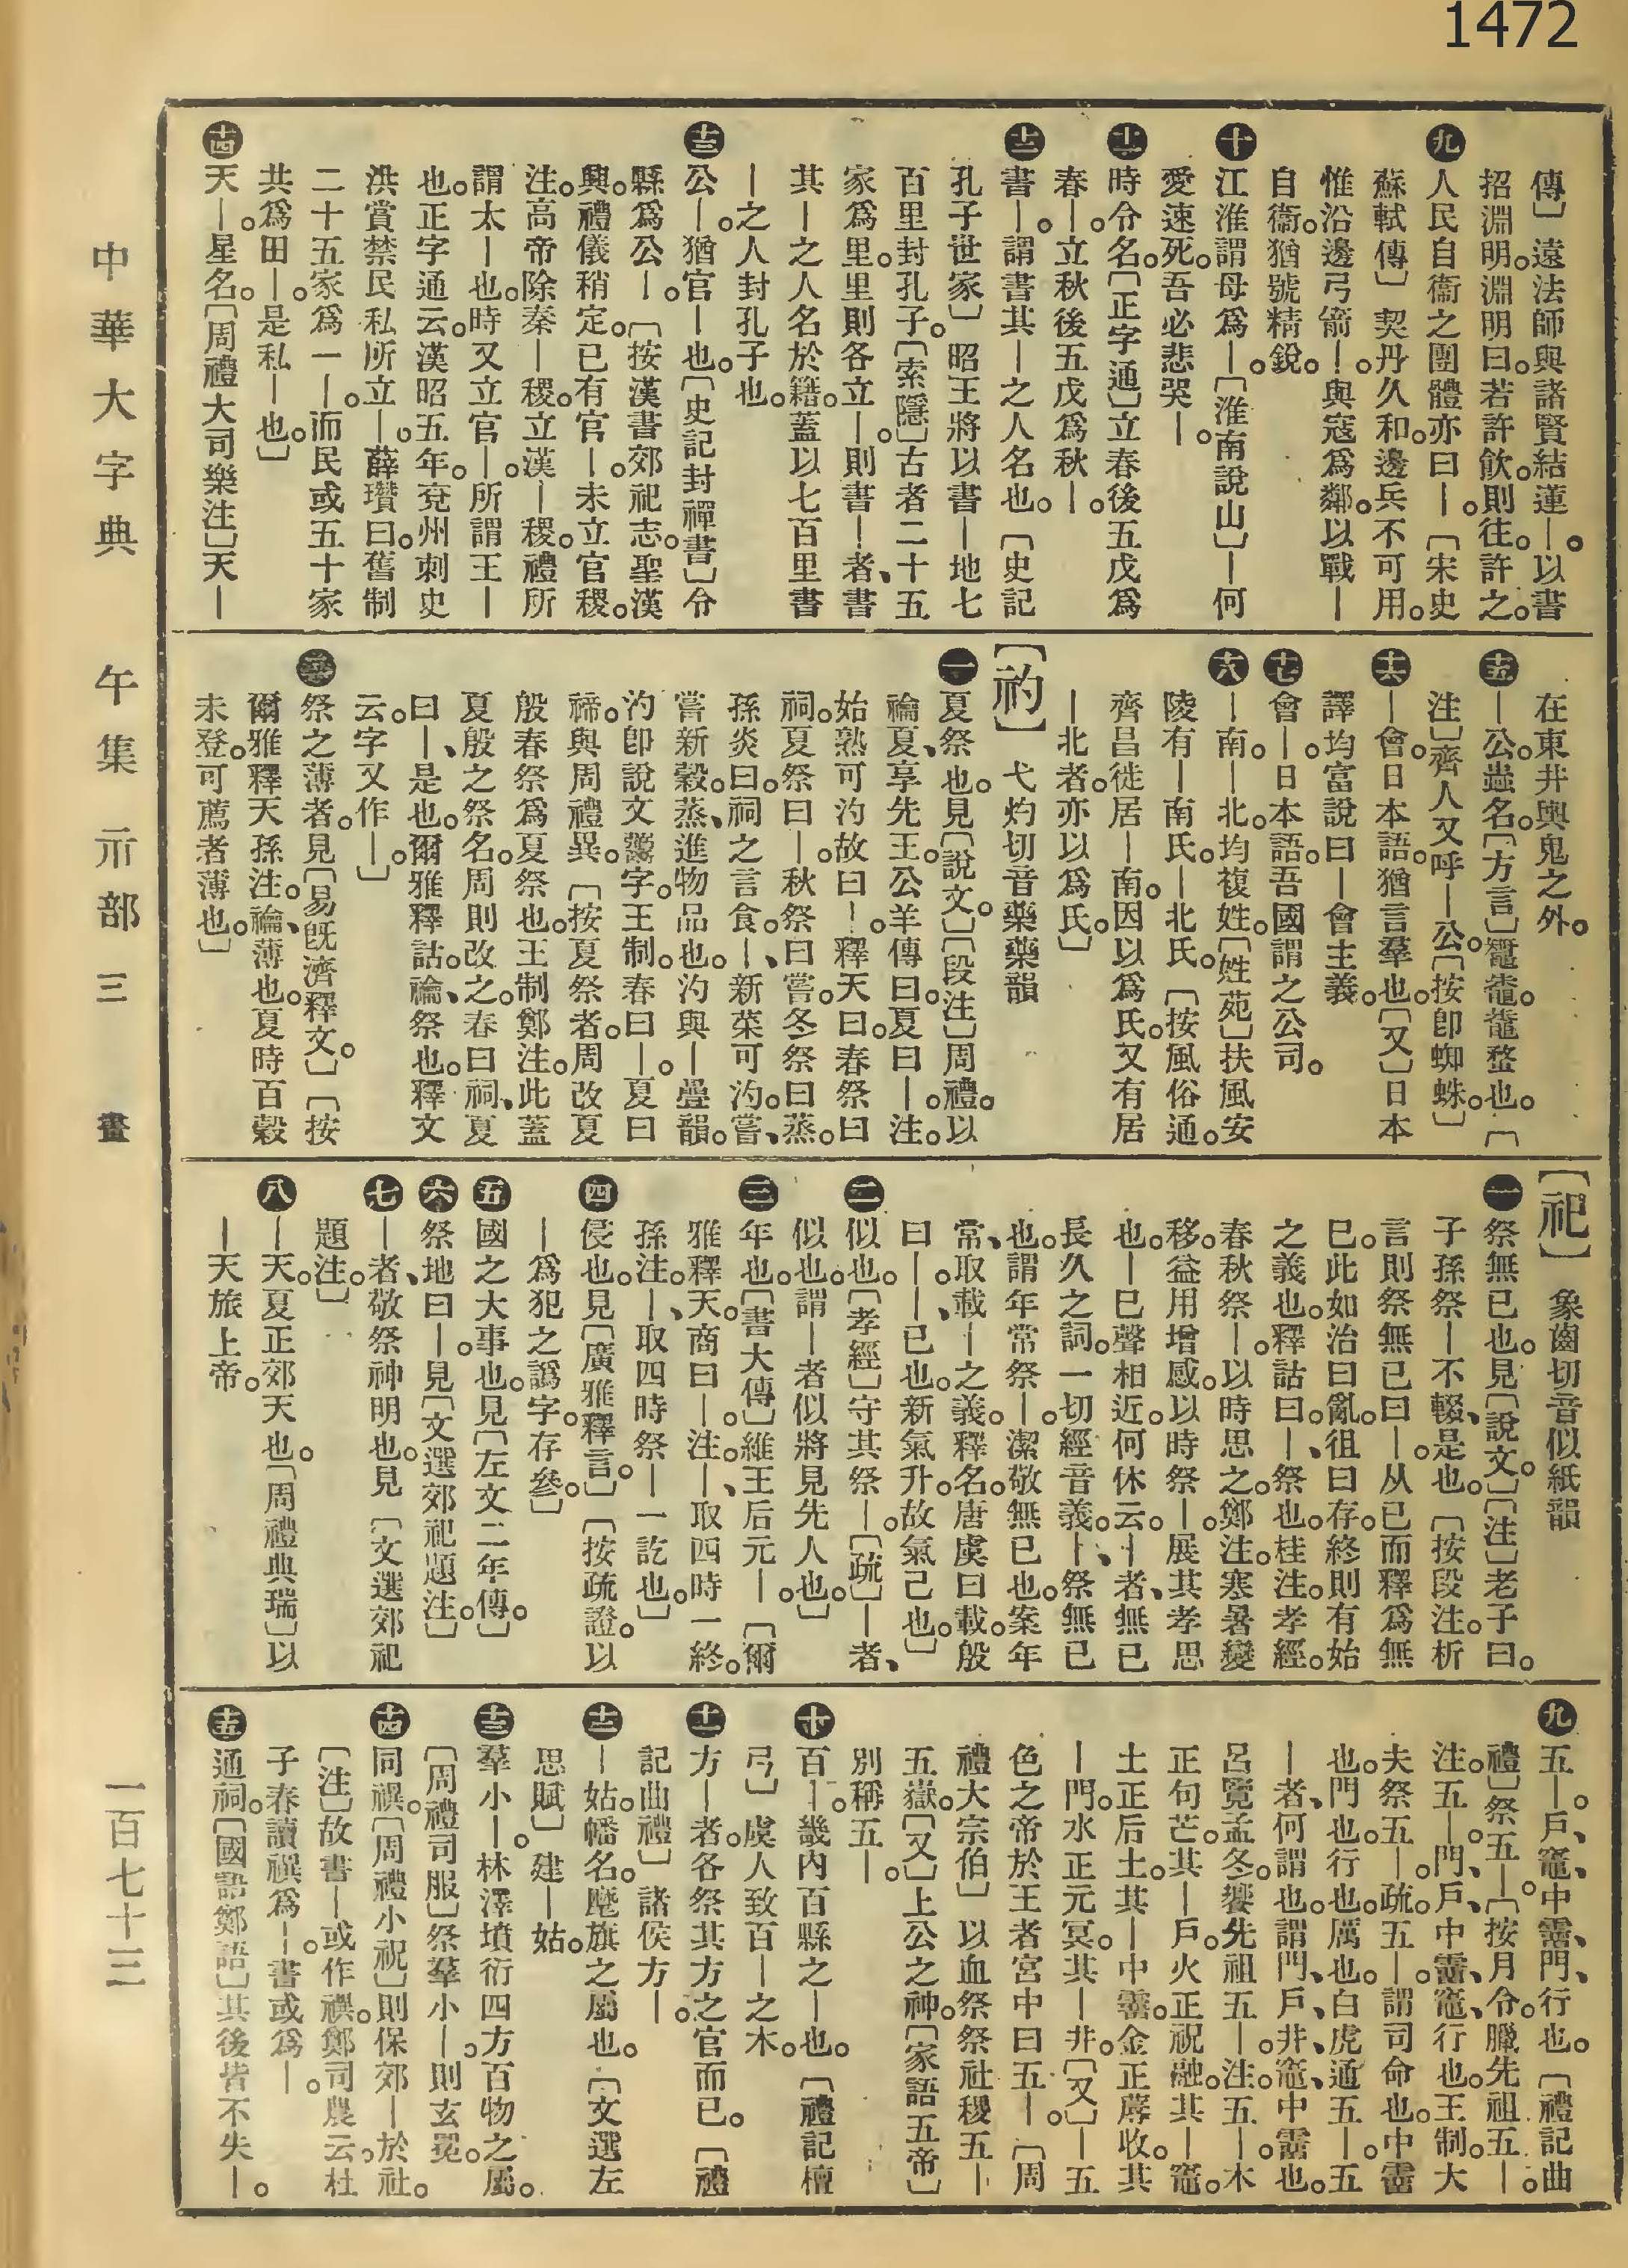 1472
傳〕遠法師與諸賢結蓮｜。以書
招淵明。淵明曰。若許飮。則往。許之。
㊈人民自衞之團體亦曰｜。〔宋史
蘇軾傳〕契丹久和。邊兵不可用。
惟沿邊弓箭｜。與寇爲鄰。以戰｜
自衞。猶號精銳。
㊉江淮謂母爲｜。〔淮南說山〕｜何
愛速死。吾必悲哭｜。
十一時令名。〔正字通〕立春後五戊爲
春｜。立秋後五戊爲秋｜。
十二書｜。謂書其｜之人名也。〔史記
孔子世家〕昭王將以書｜地七
百里封孔子。〔索隱〕古者二十五
家爲里。里則各立｜。則書｜者、書
其｜之人名於籍。蓋以七百里書
｜之人封孔子也。
十三公｜。猶官｜也。〔史記封禪書〕令
縣爲公｜。〔按漢書郊祀志。聖漢
興。禮儀稍定。已有官｜。未立官稷。
注。高帝除秦｜稷。立漢｜稷。禮所
謂太｜也。時又立官｜。所謂王｜
也。正字通云。漢昭五年。兗州刺史
洪賞禁民私所立｜。薛瓚曰。舊制
二十五家爲一｜。而民或五十家
共爲田｜。是私｜也。〕
十四天｜。星名。〔周禮大司樂注〕天｜
在東井輿鬼之外。
十五｜公。蠭名。〔方言〕鼅鼄。鼄蝥也。〔
注〕齊人又呼｜公。〔按卽蜘蛛。〕
十六｜會。日本語。猶言羣也。〔又〕日本
譯均富說曰｜會主義。
十七會｜。日本語。吾國謂之公司。
十八｜南。｜北。均複姓。〔姓苑〕扶風安
陵有｜南氏。｜北氏。〔按風俗通。
齊昌徙居｜南。因以爲氏。又有居
｜北者。亦以爲氏。〕
〔礿〕弋灼切音藥藥韻
㊀夏祭也。見〔說文。〕〔段注〕周禮。以
禴夏享先王。公羊傳曰。夏曰｜。注。
始熟可汋。故曰｜。釋天曰。春祭曰
祠。夏祭曰｜。秋祭曰嘗。冬祭曰蒸。
孫炎曰。祠之言食。｜、新菜可汋。嘗、
嘗新穀。蒸、進物品也。汋與｜疊韻。
汋卽說文鬻字。王制。春曰｜。夏曰
禘。與周禮異。〔按夏祭者。周改夏
殷春祭爲夏祭也。王制鄭注。此蓋
夏殷之祭名。周則改之。春曰祠、夏
曰｜、是也。爾雅釋詁。禴、祭也。釋文
云。字又作｜。〕
㊁祭之薄者。見〔易旣濟釋文。〕〔按
爾雅釋天孫注。禴、薄也。夏時百穀
未登。可薦者薄也。〕
〔祀〕象齒切音似紙韻
㊀祭無已也。見〔說文。〕〔注〕老子曰。
子孫祭｜不輟、是也。〔按段注。析
言則祭無已曰｜。从巳而釋爲無
已。此如治曰亂。徂曰存。終則有始
之義也。釋詁曰。｜、祭也。桂注。孝經。
春秋祭｜。以時思之。鄭注。寒暑變
移。益用增感。以時祭｜。展其孝思
也。｜巳聲相近。何休云。｜者、無已
長久之詞。一切經音義。｜、祭無已
也。謂年常祭｜。潔敬無已也。案年
常、取載｜之義。釋名。唐虞曰載。殷
曰｜。｜、已也。新氣升。故氣已也。〕
㊁似也。〔孝經〕守其祭｜。〔疏〕｜者、
似也。謂｜者似將見先人也。〕
㊂年也。〔書大傳〕維王后元｜。〔爾
雅釋天。商曰｜。注。｜、取四時一終。
孫注。｜、取四時祭｜一訖也。〕
㊃侵也。見〔廣雅釋言。〕〔按疏證。以
｜爲犯之譌字。存參。〕
㊄國之大事也。見〔左文二年傳。〕
㊅祭地曰｜。見〔文選郊祀題注。〕
㊆｜者、敬祭神明也。見〔文選郊祀
題注。〕
㊇｜天。夏正郊天也。〔周禮典瑞〕以
｜天旅上帝。
㊈五｜。戶、竈、中霤、門、行也。〔禮記曲
禮〕祭五｜。〔按月令。臘先祖五｜。
注。五｜。門、戶、中霤、竈、行也。王制。大
夫祭五｜。疏。五｜。謂司命也。中霤
也。門也。行也。厲也。白虎通五｜。五
｜者、何謂也。謂門、戶、井、竈、中霤也。
呂覽孟冬。饗先祖五｜。注。五｜。木
正句芒。其｜戶。火正祝融。其｜竈。
土正后土。其｜中霤。金正蓐收。其
｜門。水正元冥。其｜井。〔又〕｜五
色之帝於王者宮中曰五｜。〔周
禮大宗伯〕以血祭祭社稷五｜
五嶽。〔又〕上公之神。〔家語五帝〕
別稱五｜。
㊉百｜。畿內百縣之｜也。〔禮記檀
弓〕虞人致百｜之木。
十一方｜者。各祭其方之官而已。〔禮
記曲禮〕諸侯方｜。
十二｜姑。幡名。麾旗之屬也。〔文選左
思賦〕建｜姑。
十三羣小｜。林澤墳衍四方百物之屬。
〔周禮司服〕祭羣小｜。則玄冕。
十四同禩。〔周禮小祝〕則保郊｜於社。
〔注〕故書｜或作禩。鄭司農云。杜
子春讀禩爲｜。書或爲｜。
十五通祠。〔國語鄭語〕其後皆不失｜。
中華大字典 午集 示部 三畫 一百七十三